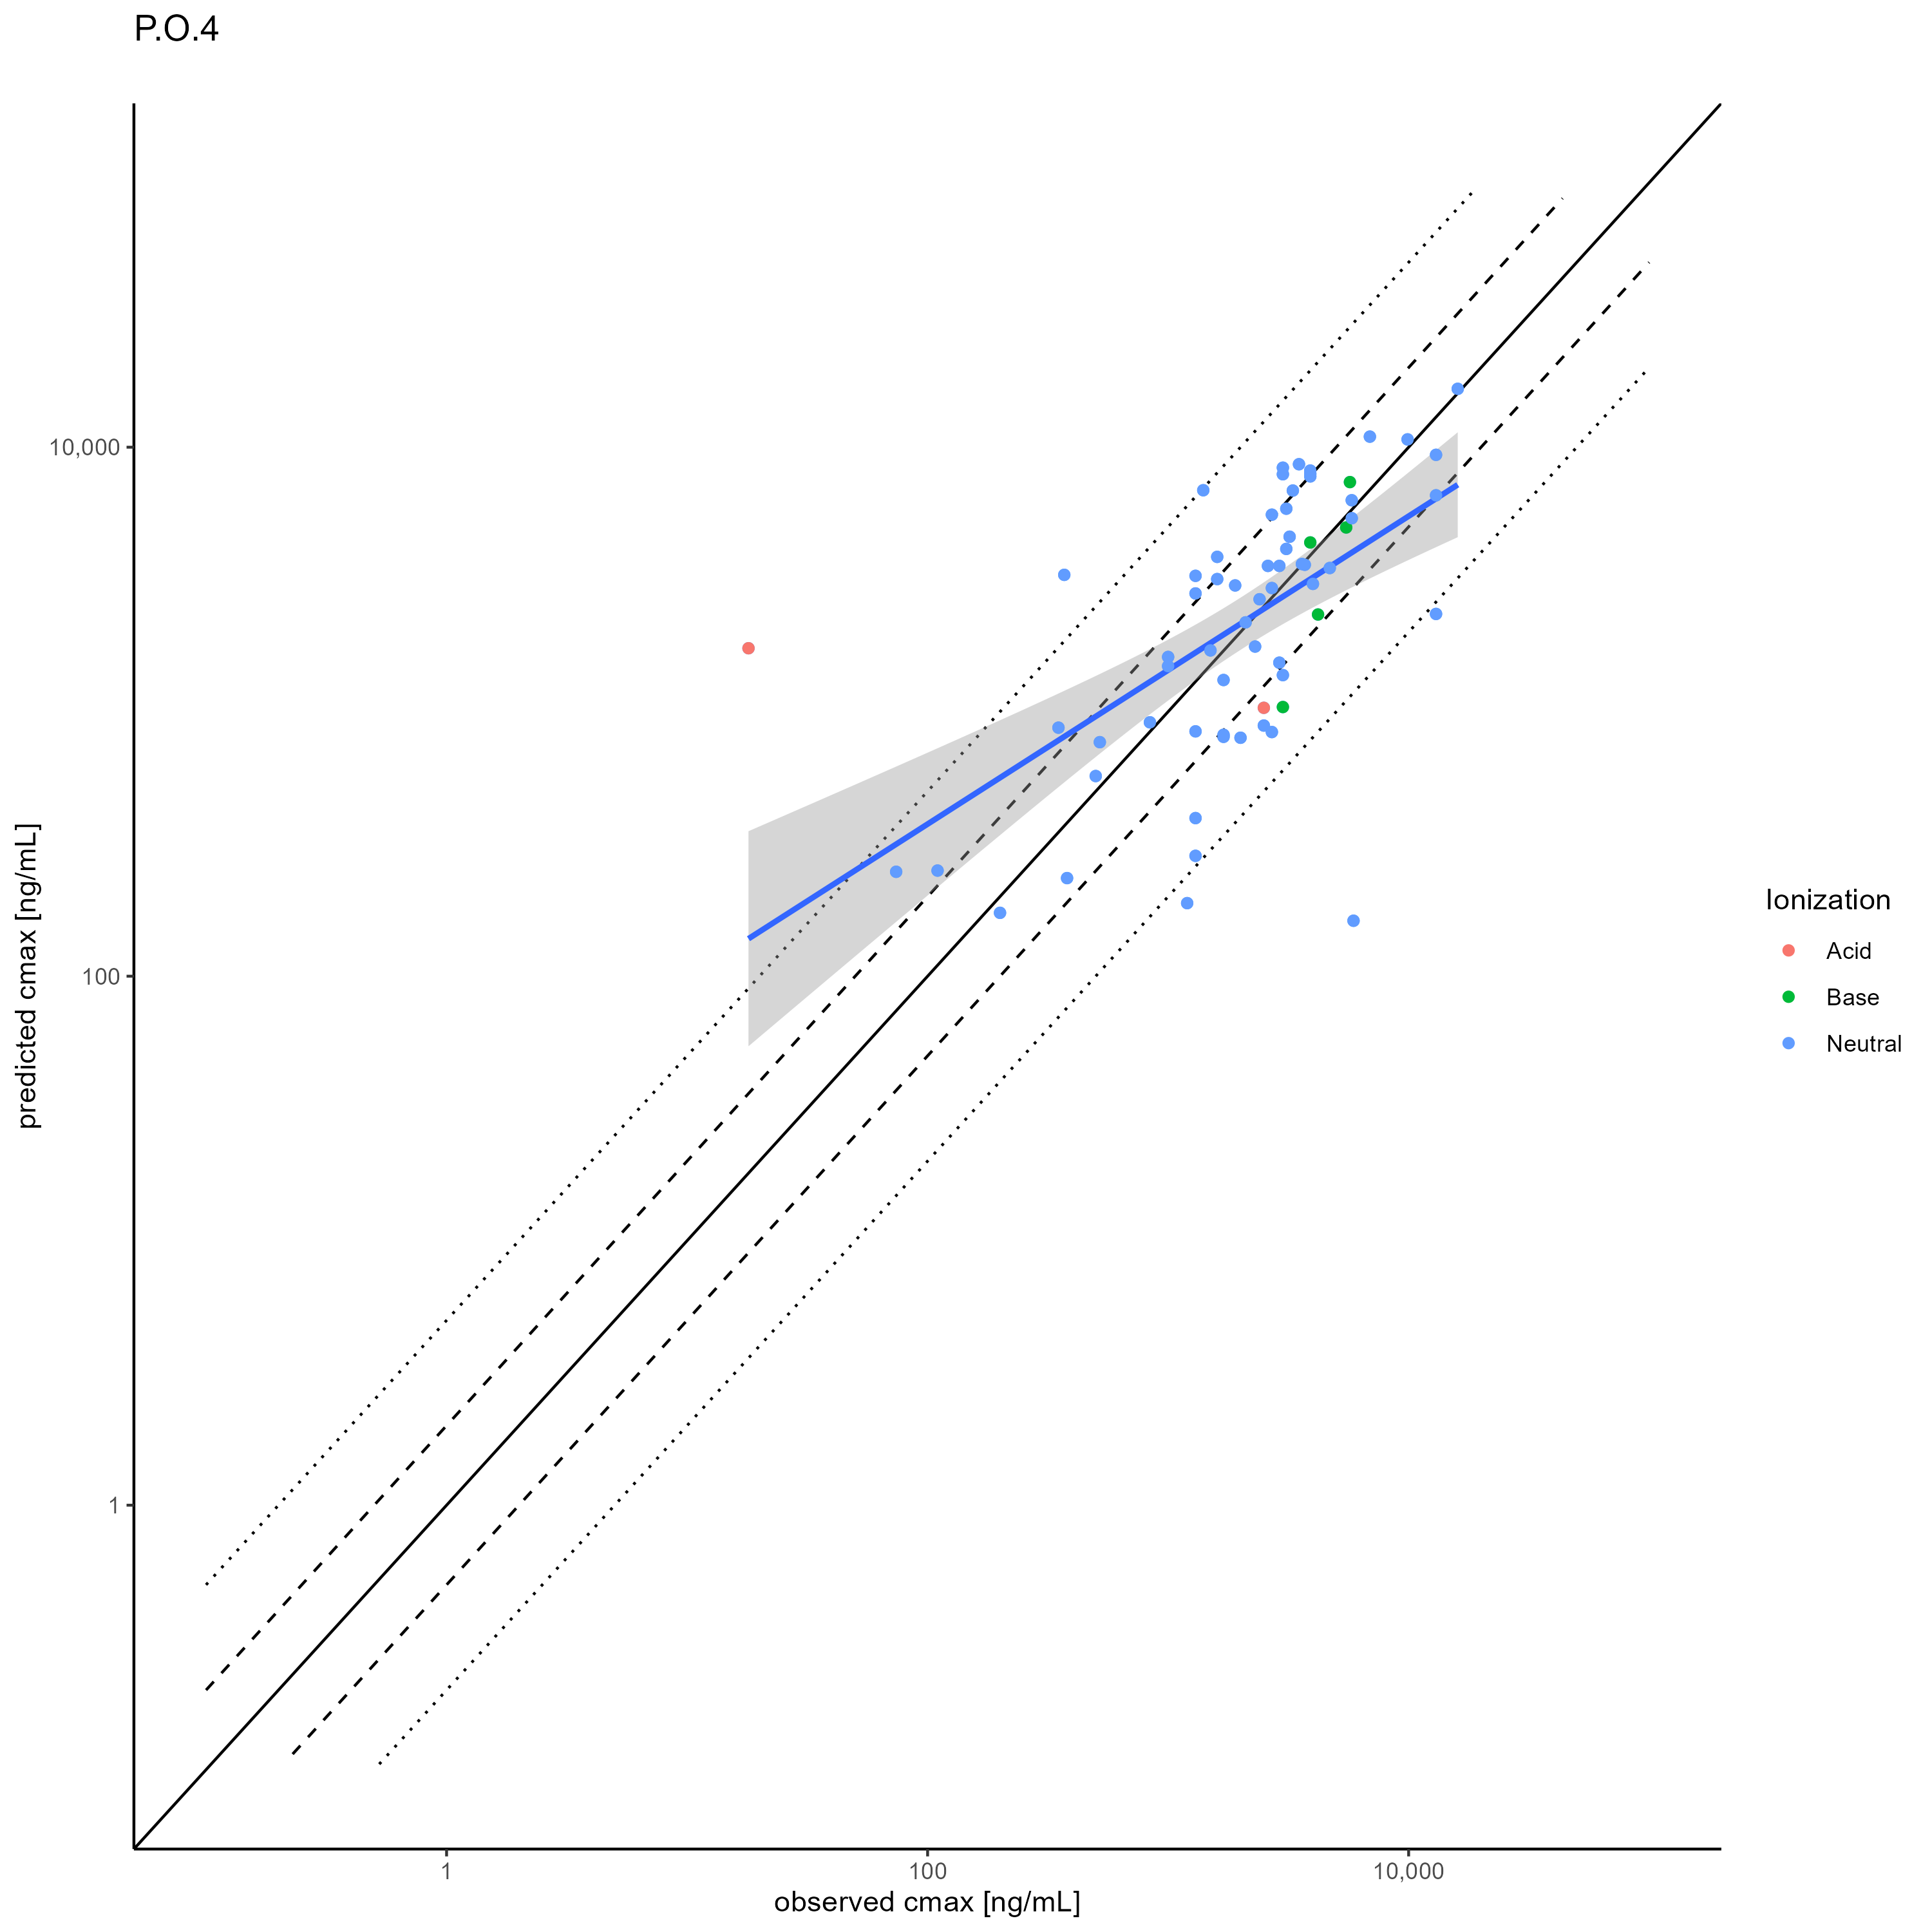 P.O.4
10,000
100
1
predicted cmax [ng/mL]
1
100
10,000
observed cmax [ng/mL]
Ionization
Acid
Base
Neutral